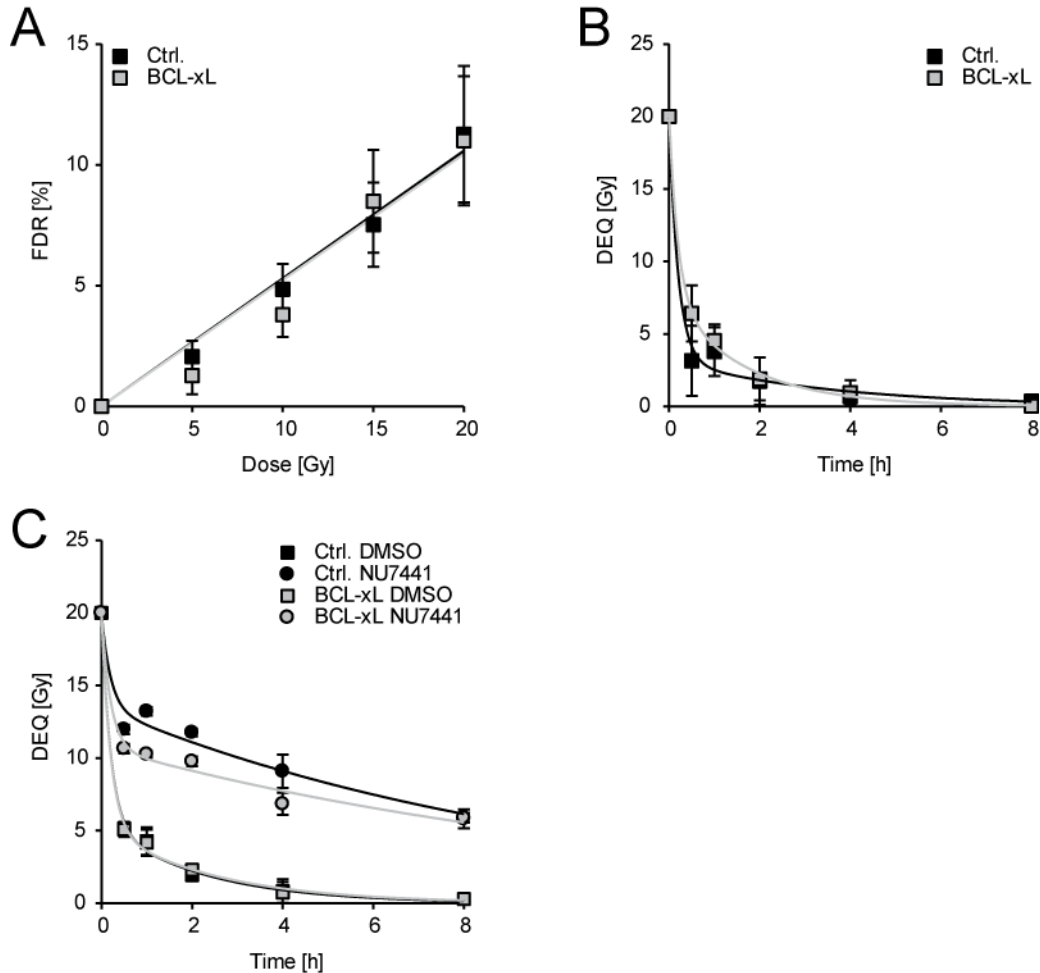 A
Ctrl.
BCL-xL
FDR [%]
15
10
5
0
0 5 10 15 20
Dose [Gy]
B
Ctrl.
BCL-xL
DEQ [Gy]
25
20
15
10
5
0
0 2 4 6 8
Time [h]
C
Ctrl. DMSO
Ctrl. NU7441
BCL-xL DMSO
BCL-xL NU7441
DEQ [Gy]
25
20
15
10
5
0
0 2 4 6 8
Time [h]